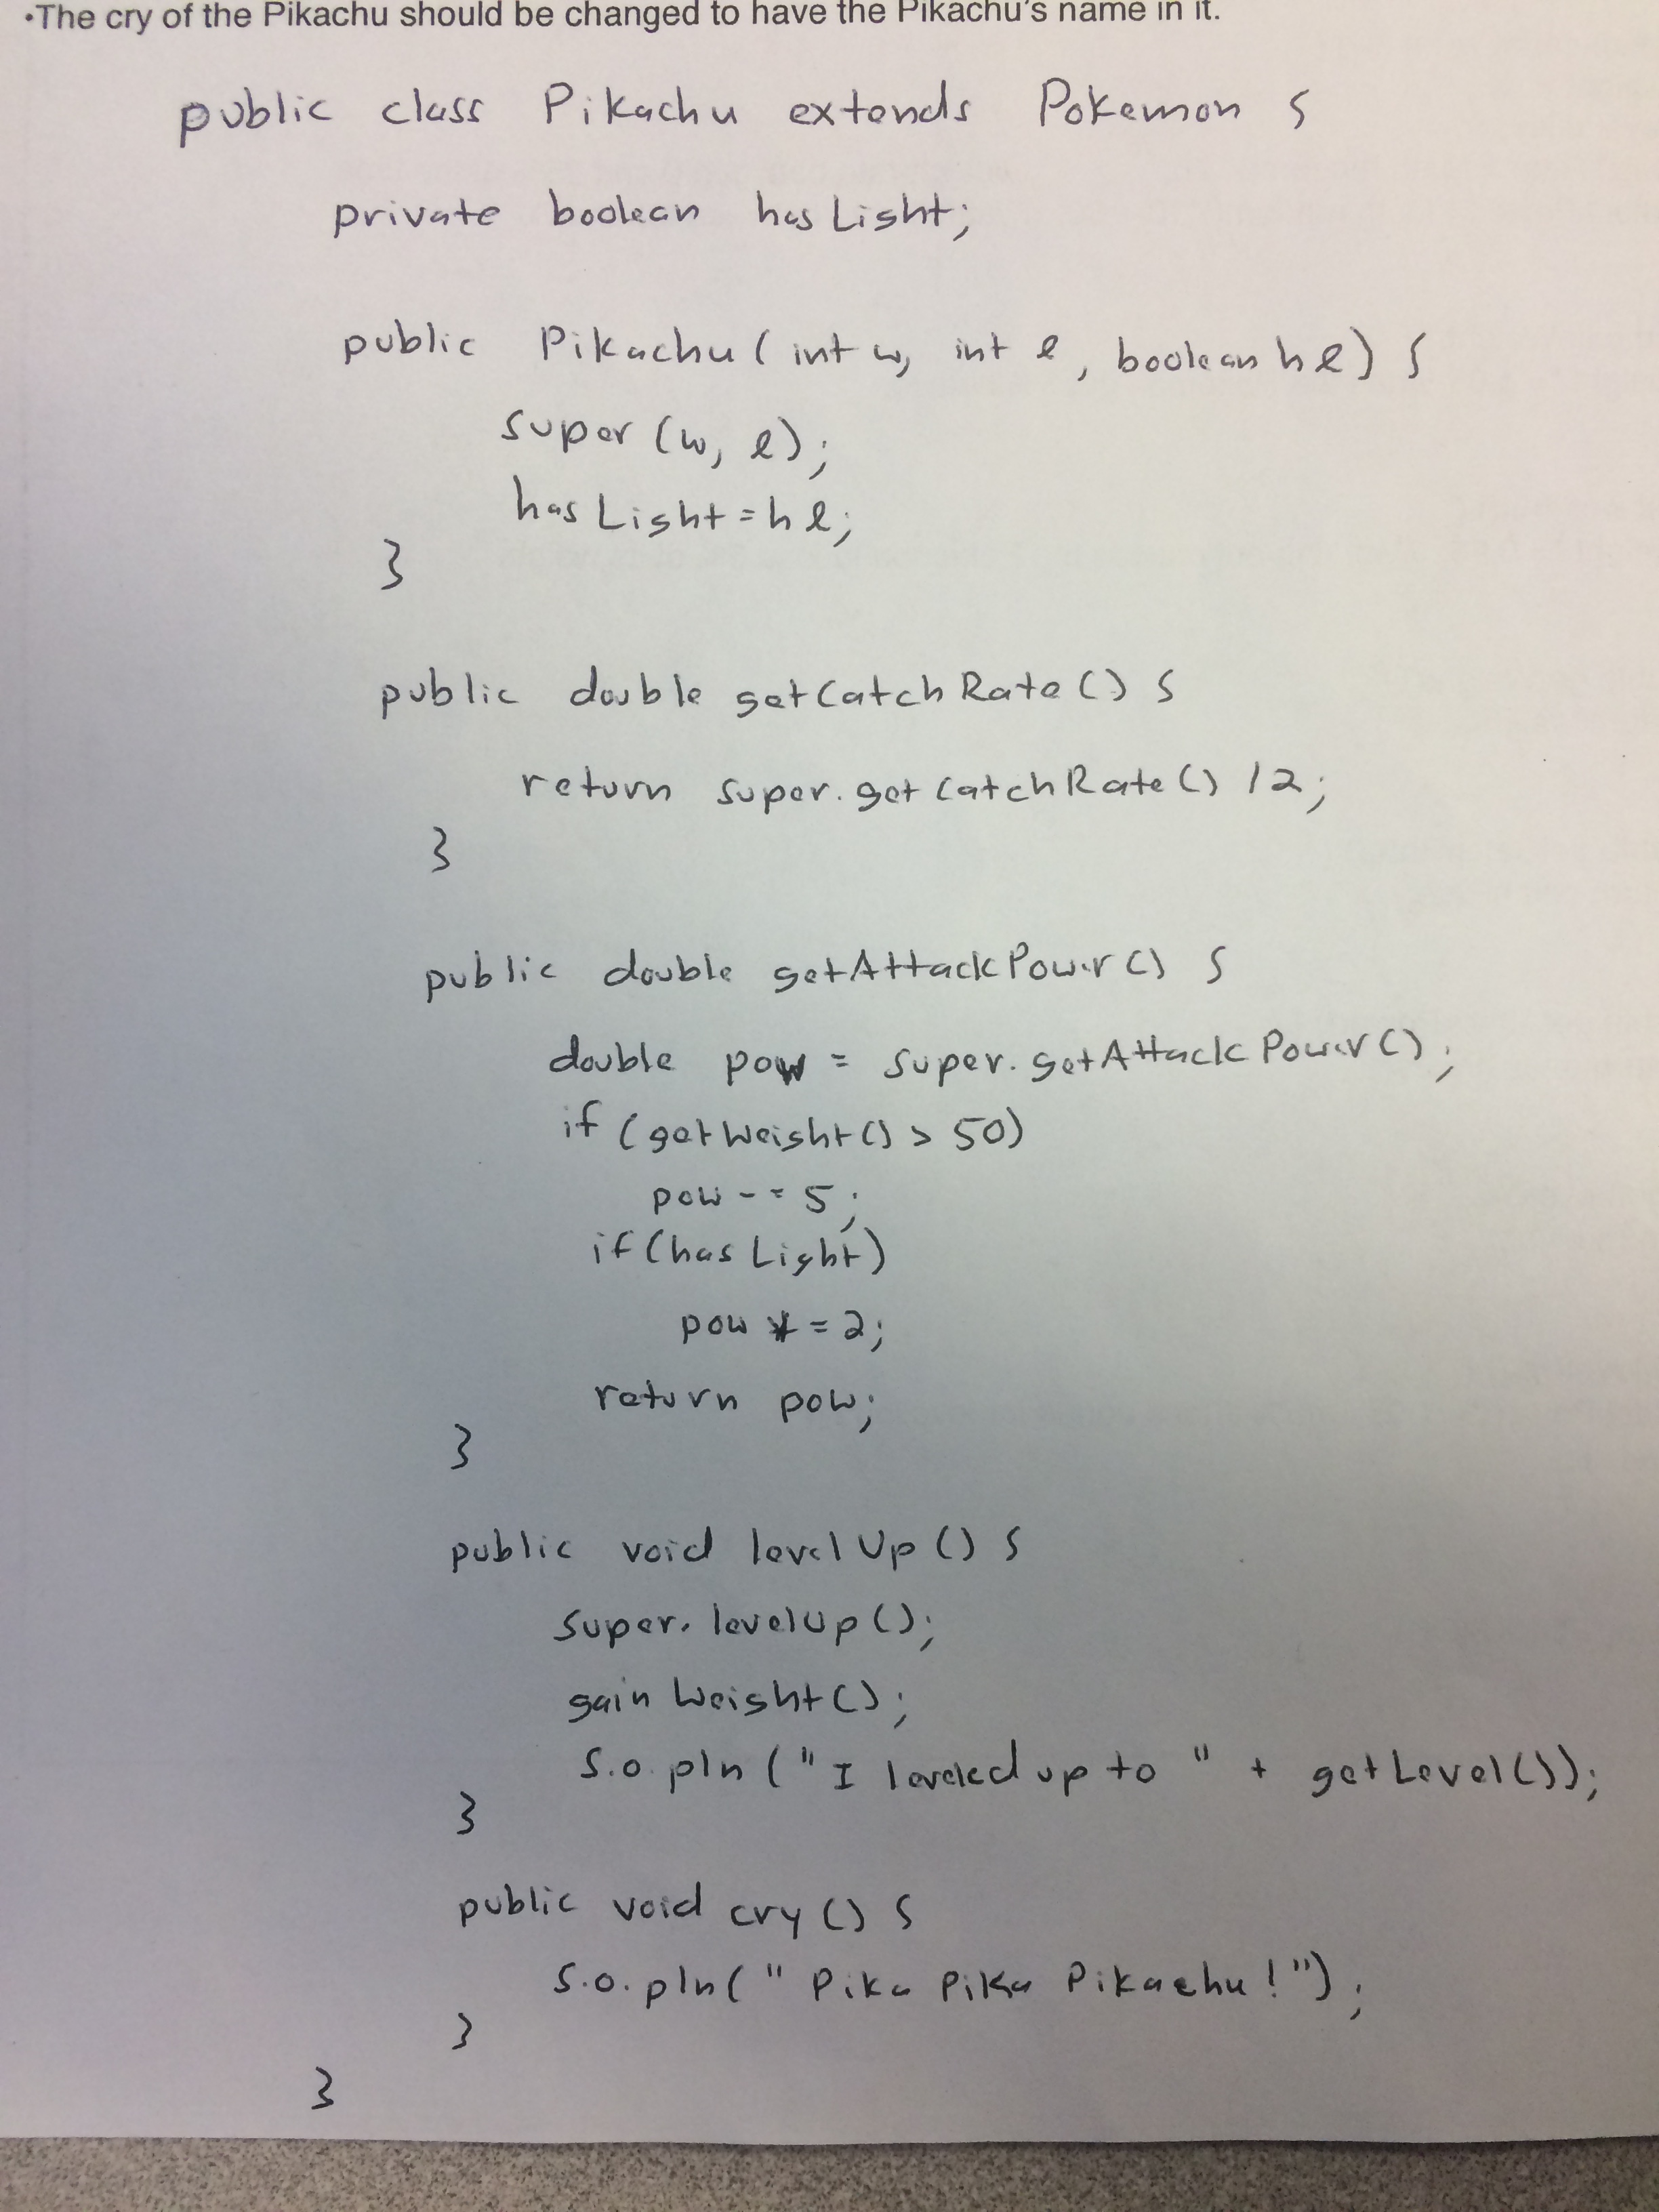 •The cry of the Pikachu should be changed to have the Pikachu's name in it.
public class Pikachu extends Pokemon {
private boolean hasLight;
public Pikachu(int w, int l, boolean hl) {
super(w, l);
hasLight = hl;
}
public double getCatchRate() {
return super.getCatchRate() /2;
}
public double getAttackPower() {
double pow = super.getAttackPower();
if (getWeight() > 50)
pow -= 5;
if(hasLight)
pow *= 2;
return pow;
}
public void levelUp() {
super.levelUp();
gainWeight();
S.o.pln("I leveled up to " + getLevel());
}
public void cry() {
S.o.pln("Pika Pika Pikachu!");
}
}